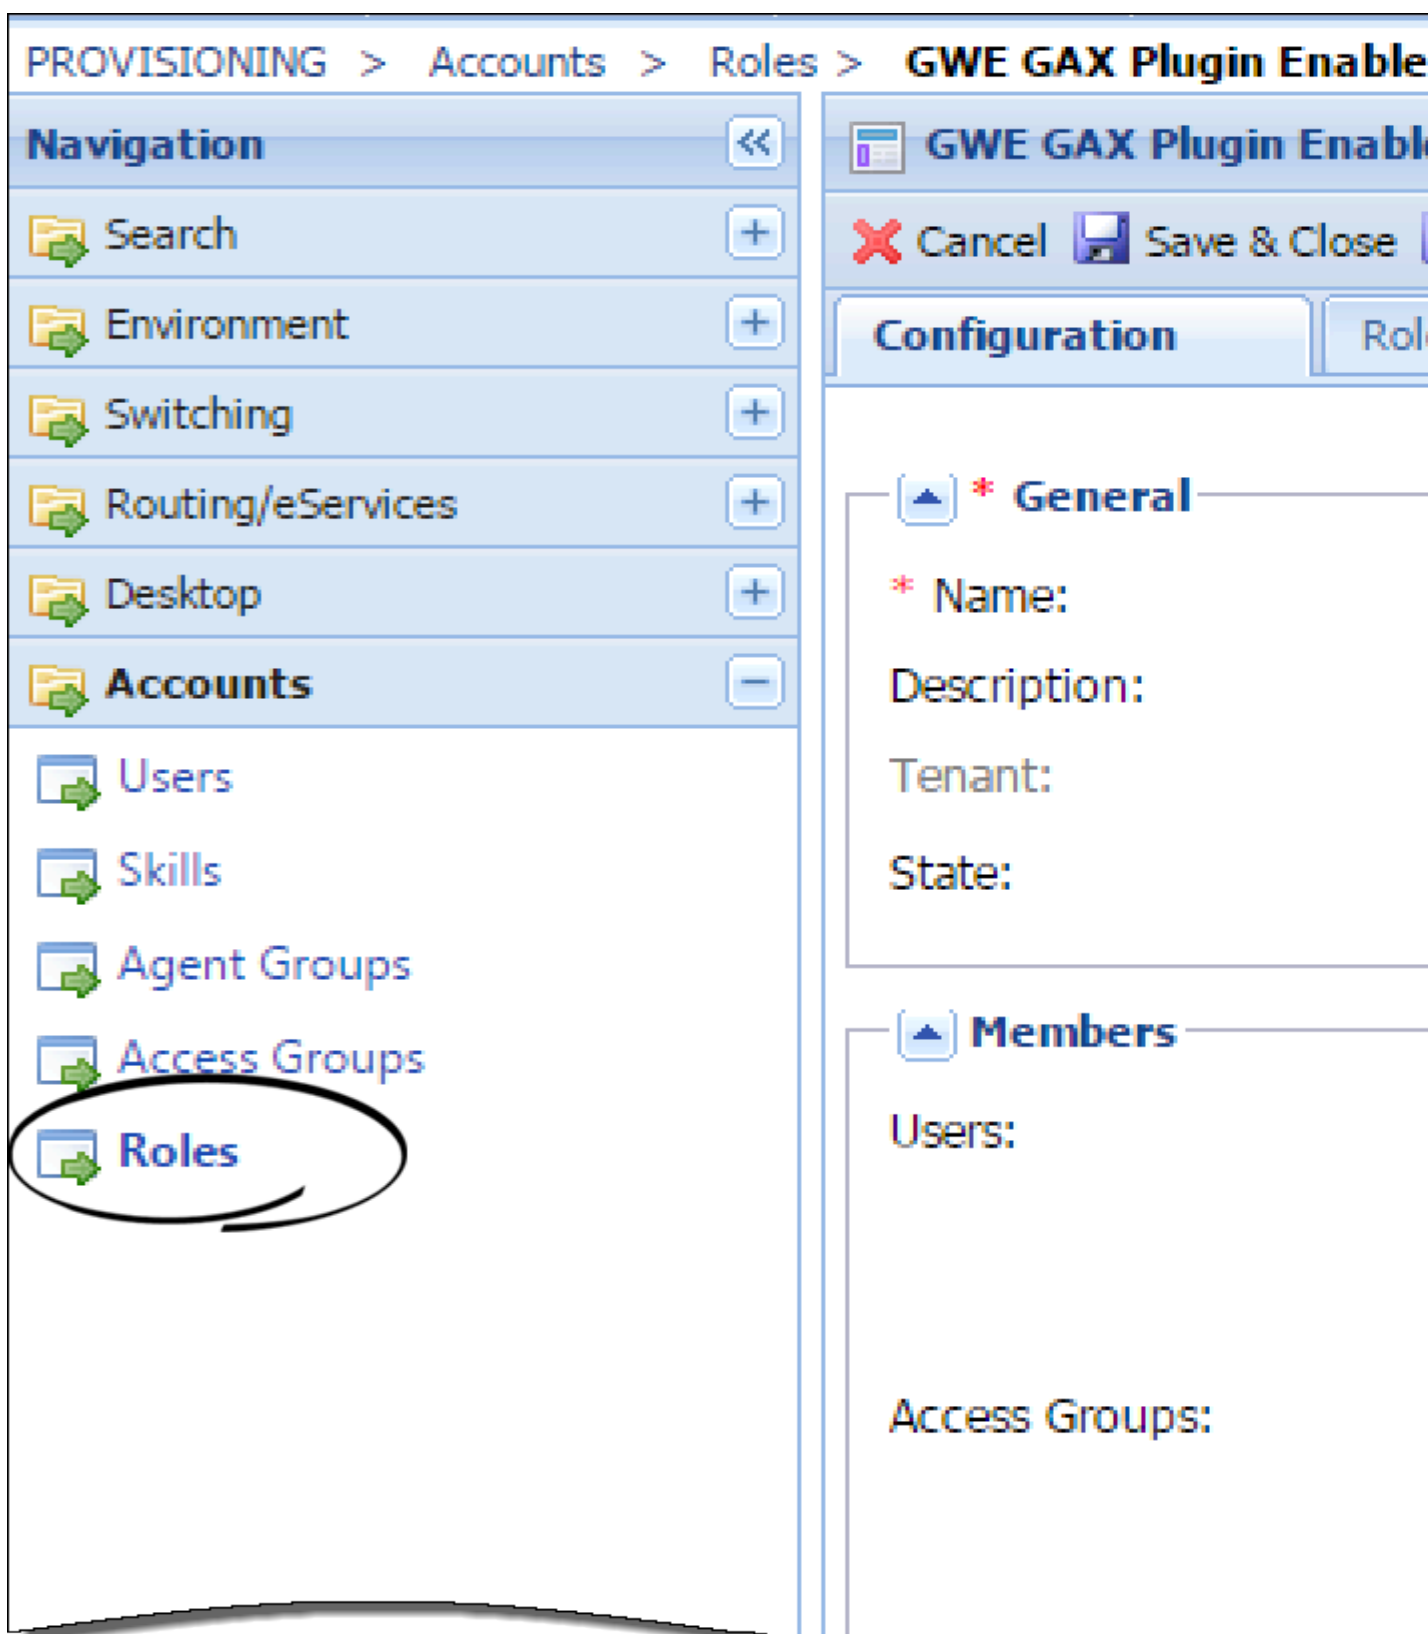 PROVISIONING > Accounts > Roles > GWE GAX Plugin Enable
Navigation
Search
Environment
Switching
Routing/eServices
Desktop
Accounts
Users
Skills
Agent Groups
Access Groups
Roles
GWE GAX Plugin Enabl
Cancel Save & Close
Configuration Rol
* General
* Name:
Description:
Tenant:
State:
Members
Users:
Access Groups: